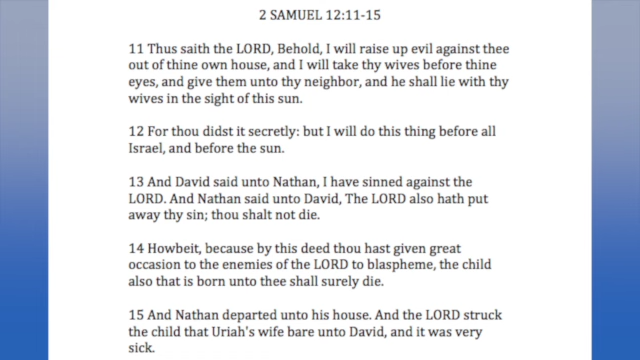 2 SAMUEL 12:11-15
11 Thus saith the LORD, Behold, I will raise up evil against thee
out of thine own house, and I will take thy wives before thine
eyes, and give them unto thy neighbor, and he shall lie with thy
wives in the sight of this sun.
12 For thou didst it secretly: but I will do this thing before all
Israel, and before the sun.
13 And David said unto Nathan, I have sinned against the
LORD. And Nathan said unto David, The LORD also hath put
away thy sin; thou shalt not die.
14 Howbeit, because by this deed thou hast given great
occasion to the enemies of the LORD to blaspheme, the child
also that is born unto thee shall surely die.
15 And Nathan departed unto his house. And the LORD struck
the child that Uriah's wife bare unto David, and it was very
sick.